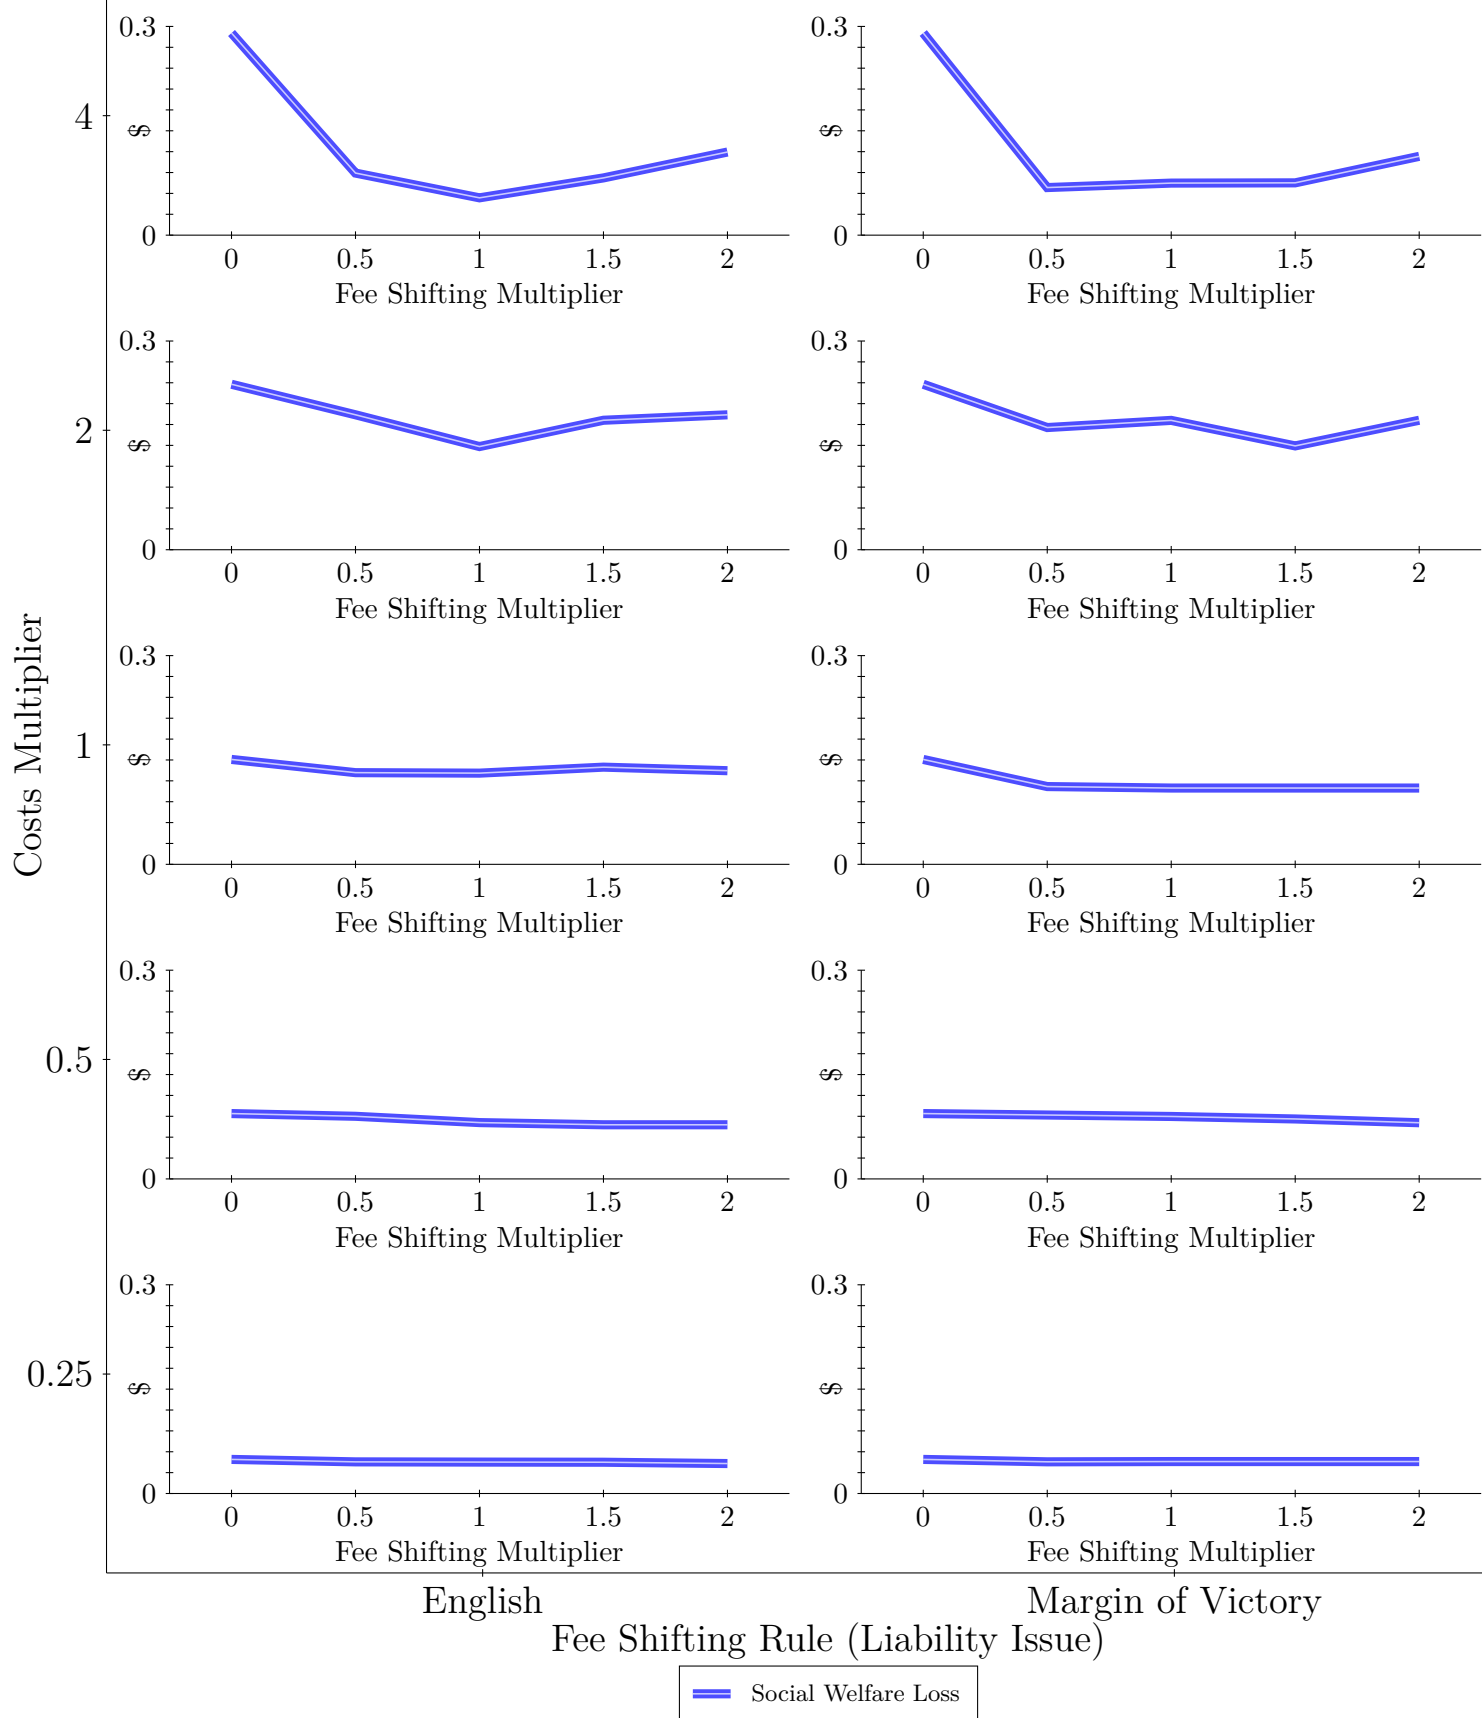 0.3
0.3
4
$
$
0
0
0 0.5 1 1.5 2
0 0.5 1 1.5 2
Fee Shifting Multiplier
Fee Shifting Multiplier
0.3
0.3
2
$
$
0
0
0 0.5 1 1.5 2
0 0.5 1 1.5 2
Fee Shifting Multiplier
Fee Shifting Multiplier
Costs Multiplier
0.3
0.3
1
$
$
0
0
0 0.5 1 1.5 2
0 0.5 1 1.5 2
Fee Shifting Multiplier
Fee Shifting Multiplier
0.3
0.3
0.5
$
$
0
0
0 0.5 1 1.5 2
0 0.5 1 1.5 2
Fee Shifting Multiplier
Fee Shifting Multiplier
0.3
0.3
0.25
$
$
0
0
0 0.5 1 1.5 2
0 0.5 1 1.5 2
Fee Shifting Multiplier
Fee Shifting Multiplier
English
Margin of Victory
Fee Shifting Rule (Liability Issue)
Social Welfare Loss